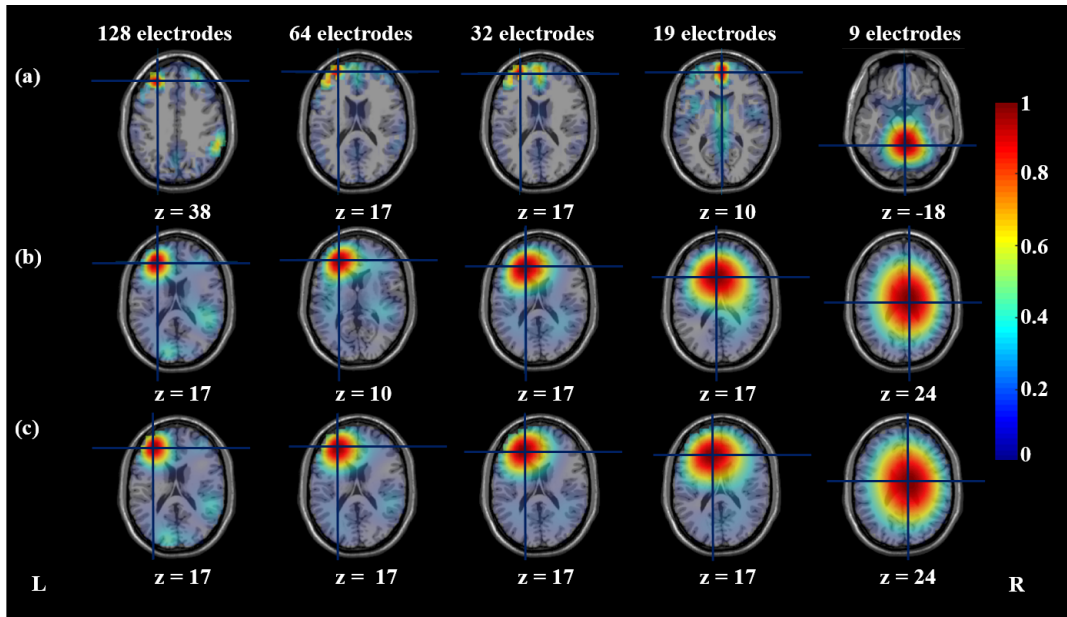 128 electrodes 64 electrodes 32 electrodes 19 electrodes 9 electrodes
(a)
z = 38 z = 17 z = 17 z = 10 z = -18
(b)
z = 17 z = 10 z = 17 z = 17 z = 24
(c)
z = 17 z = 17 z = 17 z = 17 z = 24
L R
1
0.8
0.6
0.4
0.2
0